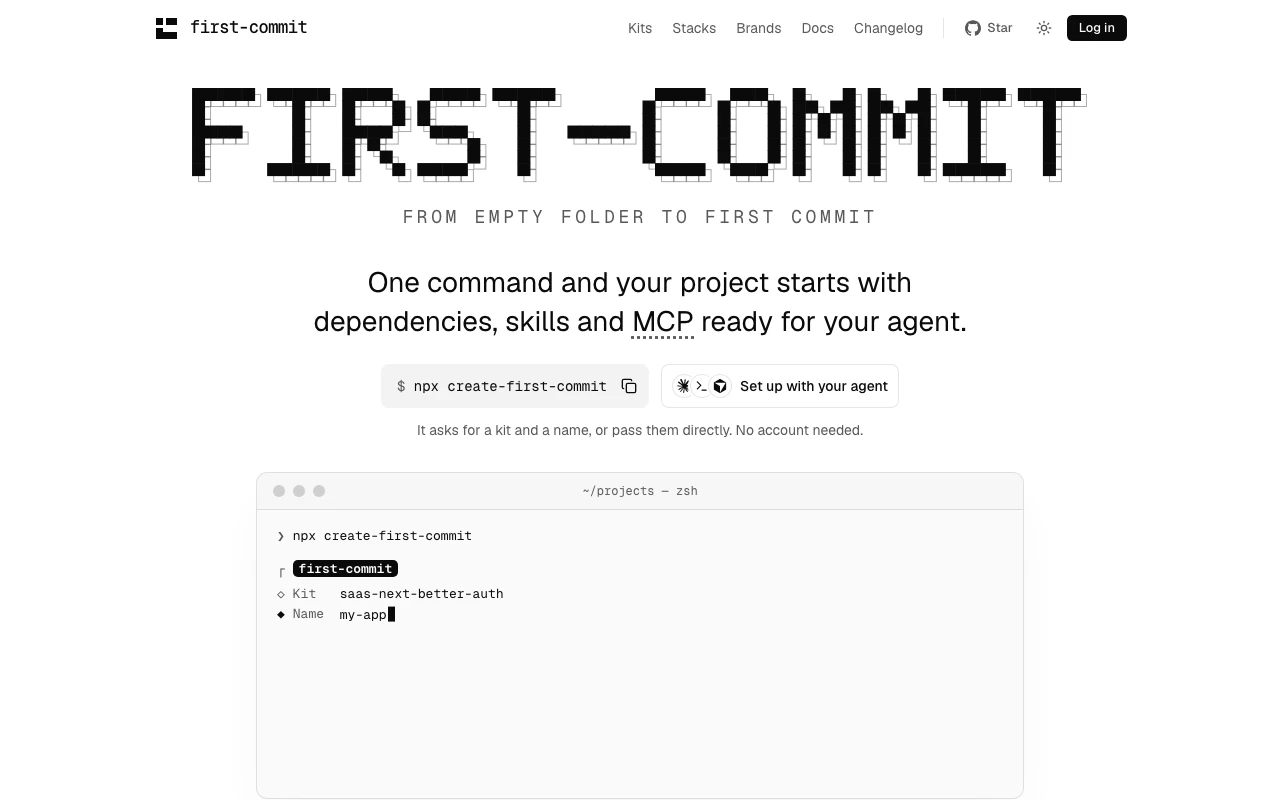 first-commit
Kits Stacks Brands Docs Changelog Star Log in
FIRST-COMMIT
FROM EMPTY FOLDER TO FIRST COMMIT
One command and your project starts with
dependencies, skills and MCP ready for your agent.
$ npx create-first-commit
Set up with your agent
It asks for a kit and a name, or pass them directly. No account needed.
~/projects — zsh
❯ npx create-first-commit
┌ first-commit
◇ Kit saas-next-better-auth
◆ Name my-app